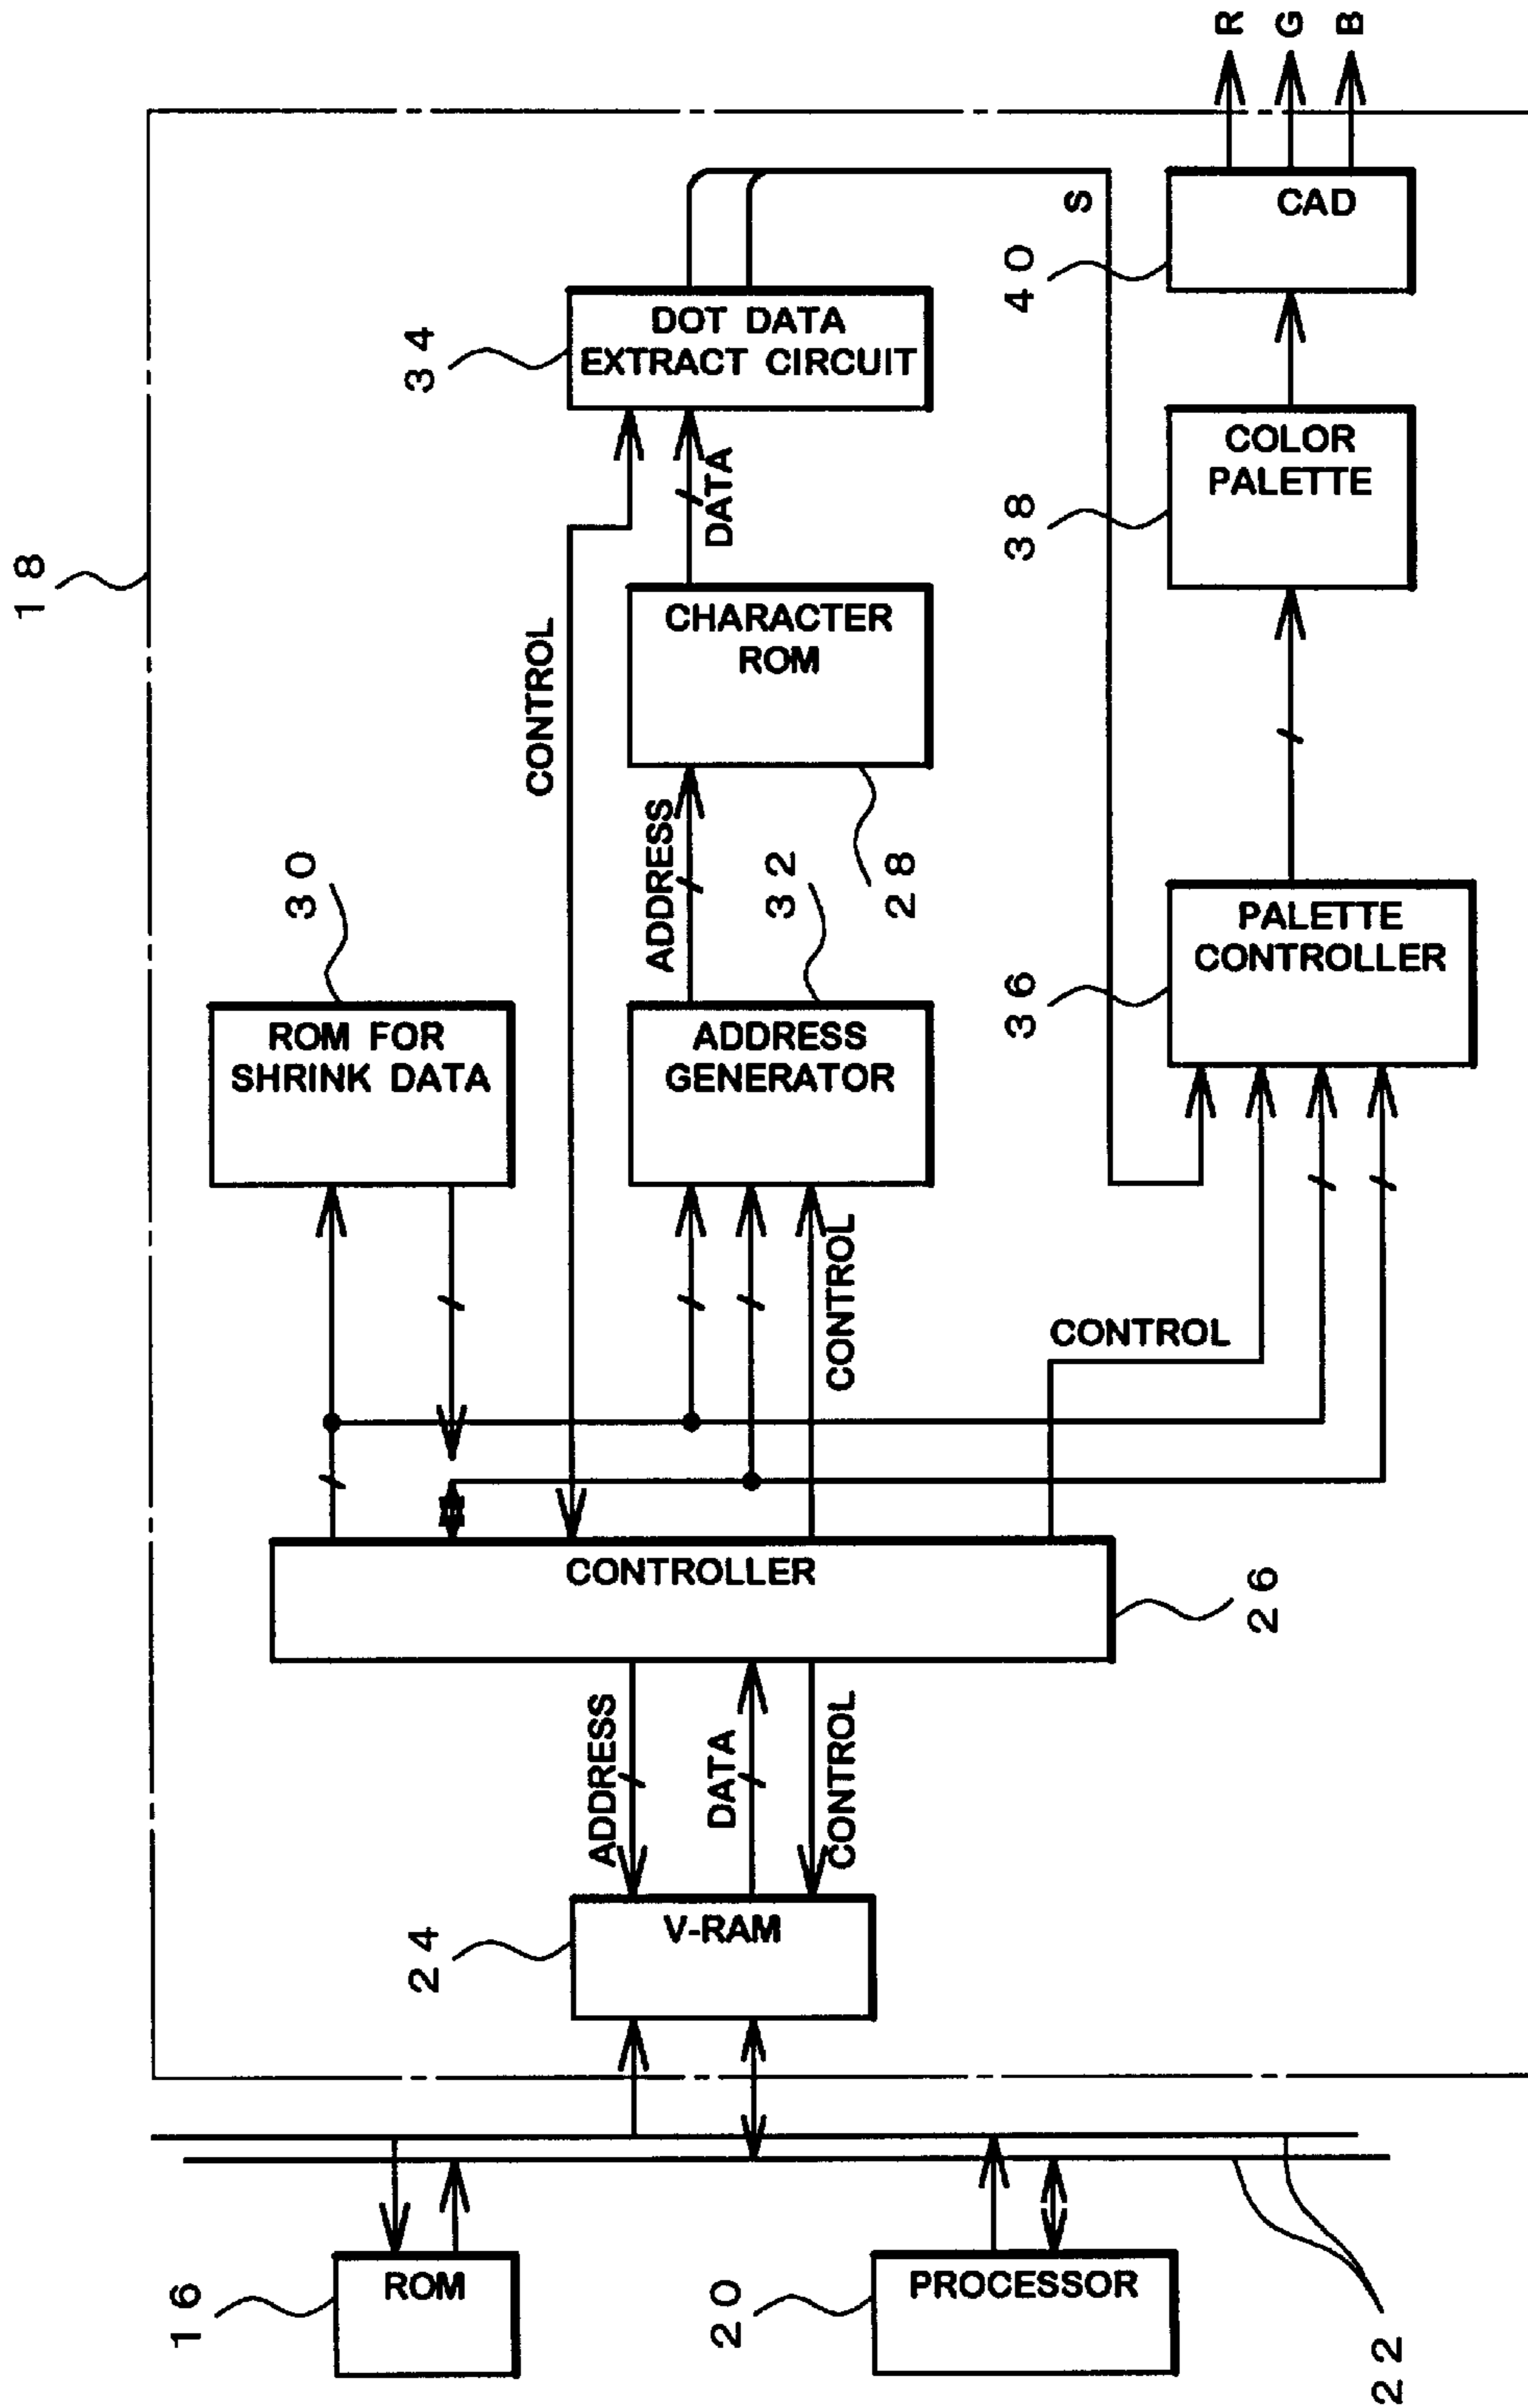 18
30
ROM FOR
SHRINK DATA
CONTROL
34
DOT DATA
EXTRACT CIRCUIT
DATA
CHARACTER
ROM
28
ADDRESS
32
ADDRESS
GENERATOR
CONTROL
CONTROLLER
26
CONTROL
S
ADDRESS
DATA
CONTROL
24
V-RAM
36
PALETTE
CONTROLLER
38
COLOR
PALETTE
40
CAD
R
G
B
16
ROM
20
PROCESSOR
22